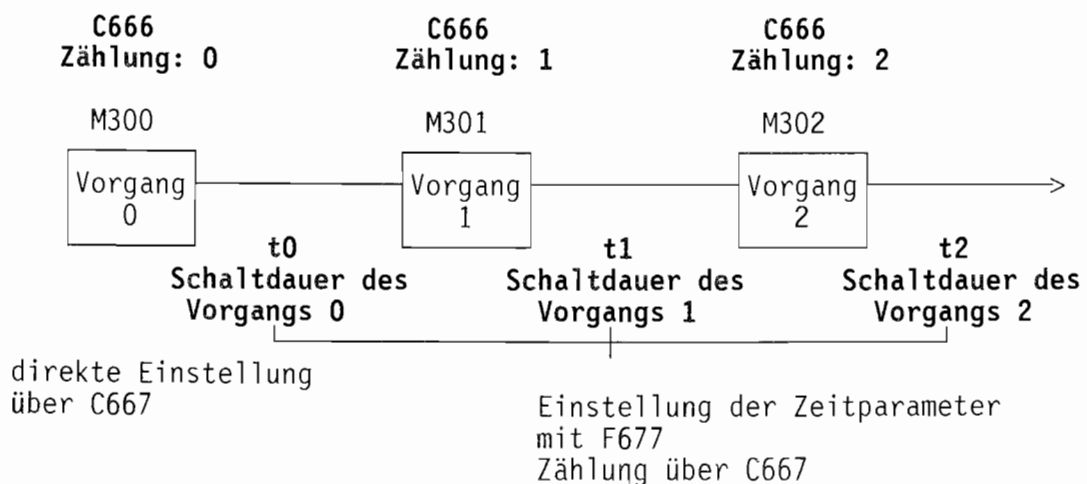 C666 C666 C666
Zählung: 0 Zählung: 1 Zählung: 2
M300 M301 M302
Vorgang Vorgang Vorgang
0 1 2
t0 t1 t2
Schaltdauer des Schaltdauer des Schaltdauer des
Vorgangs 0 Vorgangs 1 Vorgangs 2
direkte Einstellung
über C667
Einstellung der Zeitparameter
mit F677
Zählung über C667